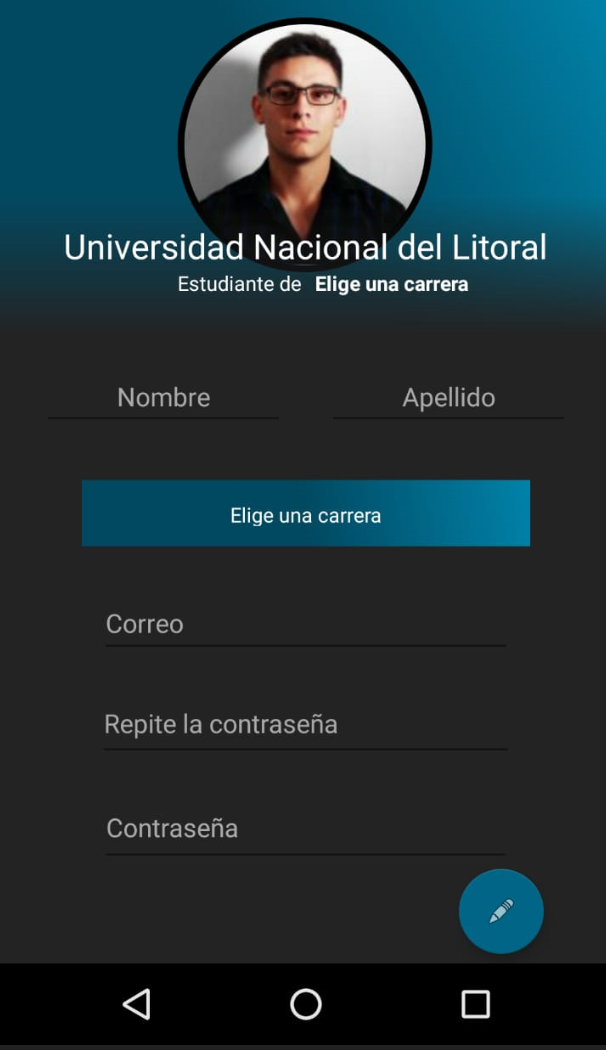 Universidad Nacional del Litoral
Estudiante de Elige una carrera
Nombre Apellido
Elige una carrera
Correo
Repite la contraseña
Contraseña